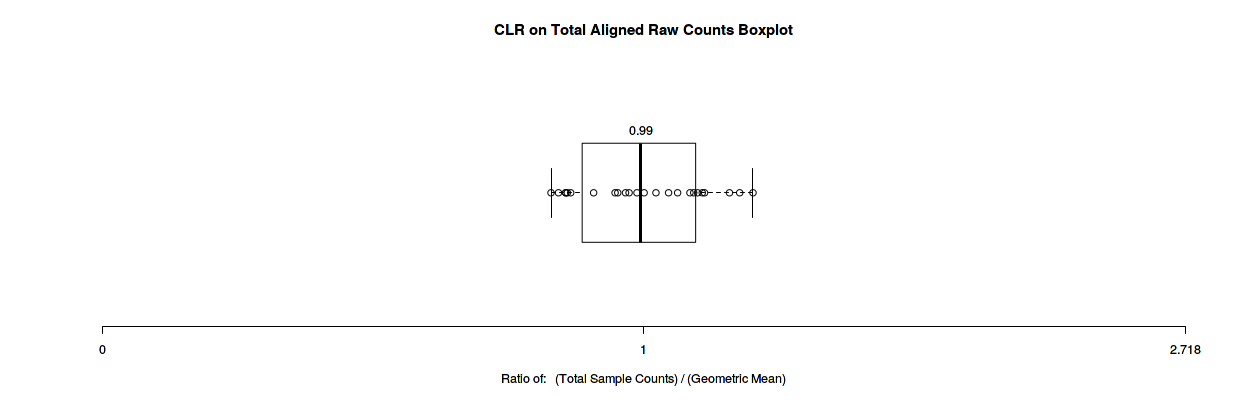 CLR on Total Aligned Raw Counts Boxplot
0.99
0 1 2.718
Ratio of: (Total Sample Counts) / (Geometric Mean)